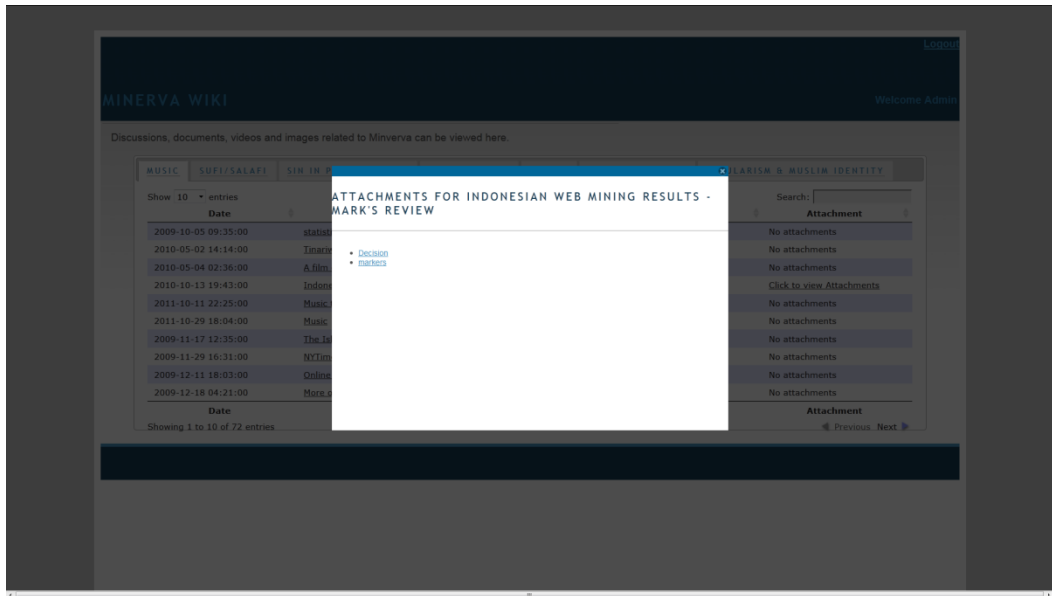 Logout
MINERVA WIKI
Welcome Admin
Discussions, documents, videos and images related to Minverva can be viewed here.
MUSIC SUFI/SALAFI SIN IN LARISM & MUSLIM IDENTITY
Show 10 entries Search:
Date Attachment
ATTACHMENTS FOR INDONESIAN WEB MINING RESULTS -
MARK'S REVIEW
Decision
markers
2009-10-05 09:35:00 No attachments
2010-05-02 14:14:00 No attachments
2010-05-04 02:36:00 A film No attachments
2010-10-13 19:43:00 Click to view Attachments
2011-10-11 22:25:00 Music No attachments
2011-10-29 18:04:00 Music No attachments
2009-11-17 12:35:00 The No attachments
2009-11-29 16:31:00 No attachments
2009-12-11 18:03:00 Online No attachments
2009-12-18 04:21:00 More No attachments
Date Attachment
Showing 1 to 10 of 72 entries Previous Next